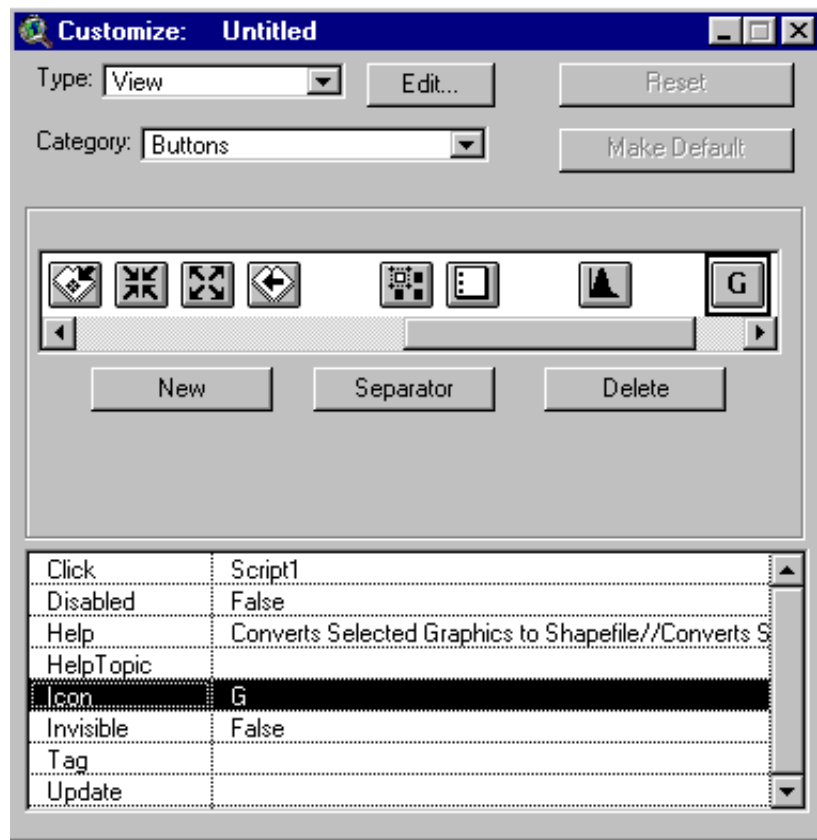 Customize: Untitled
Type: View Edit... Reset
Category: Buttons Make Default
G
New Separator Delete
Click Script1
Disabled False
Help Converts Selected Graphics to Shapefile//Converts S
HelpTopic
Icon G
Invisible False
Tag
Update